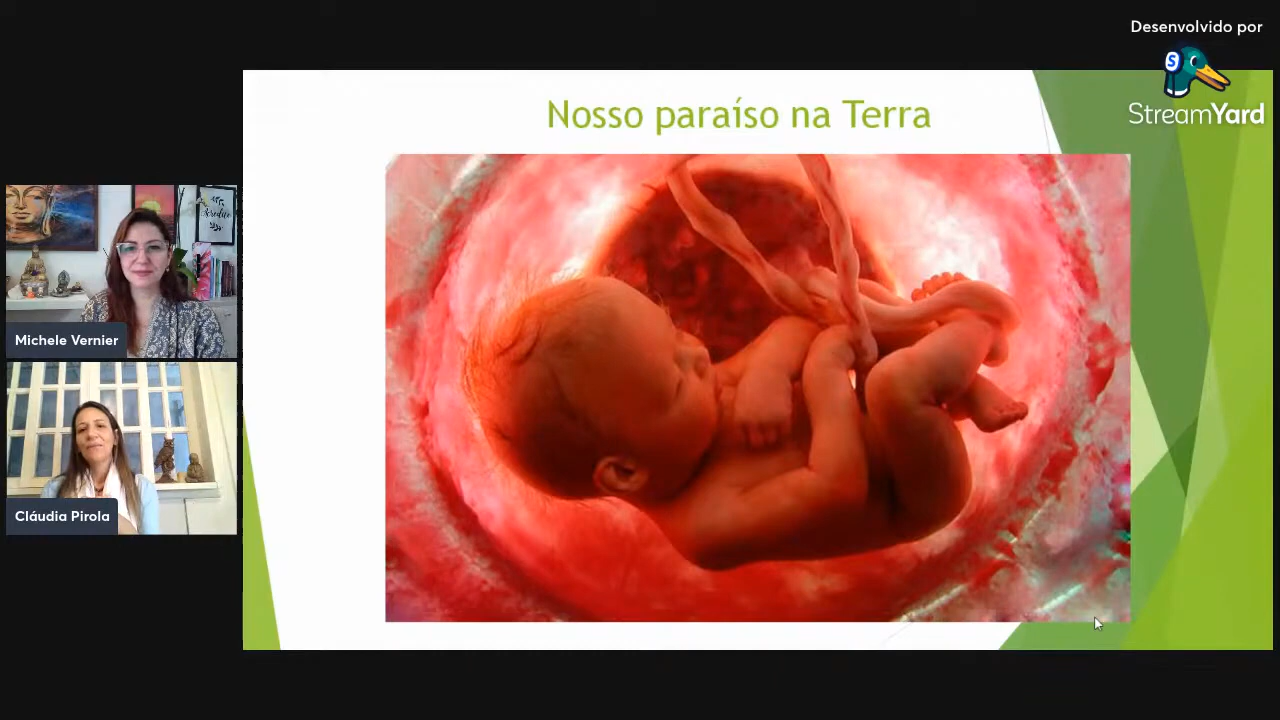 Desenvolvido por
StreamYard
Nosso paraíso na Terra
Michele Vernier
Cláudia Pirola